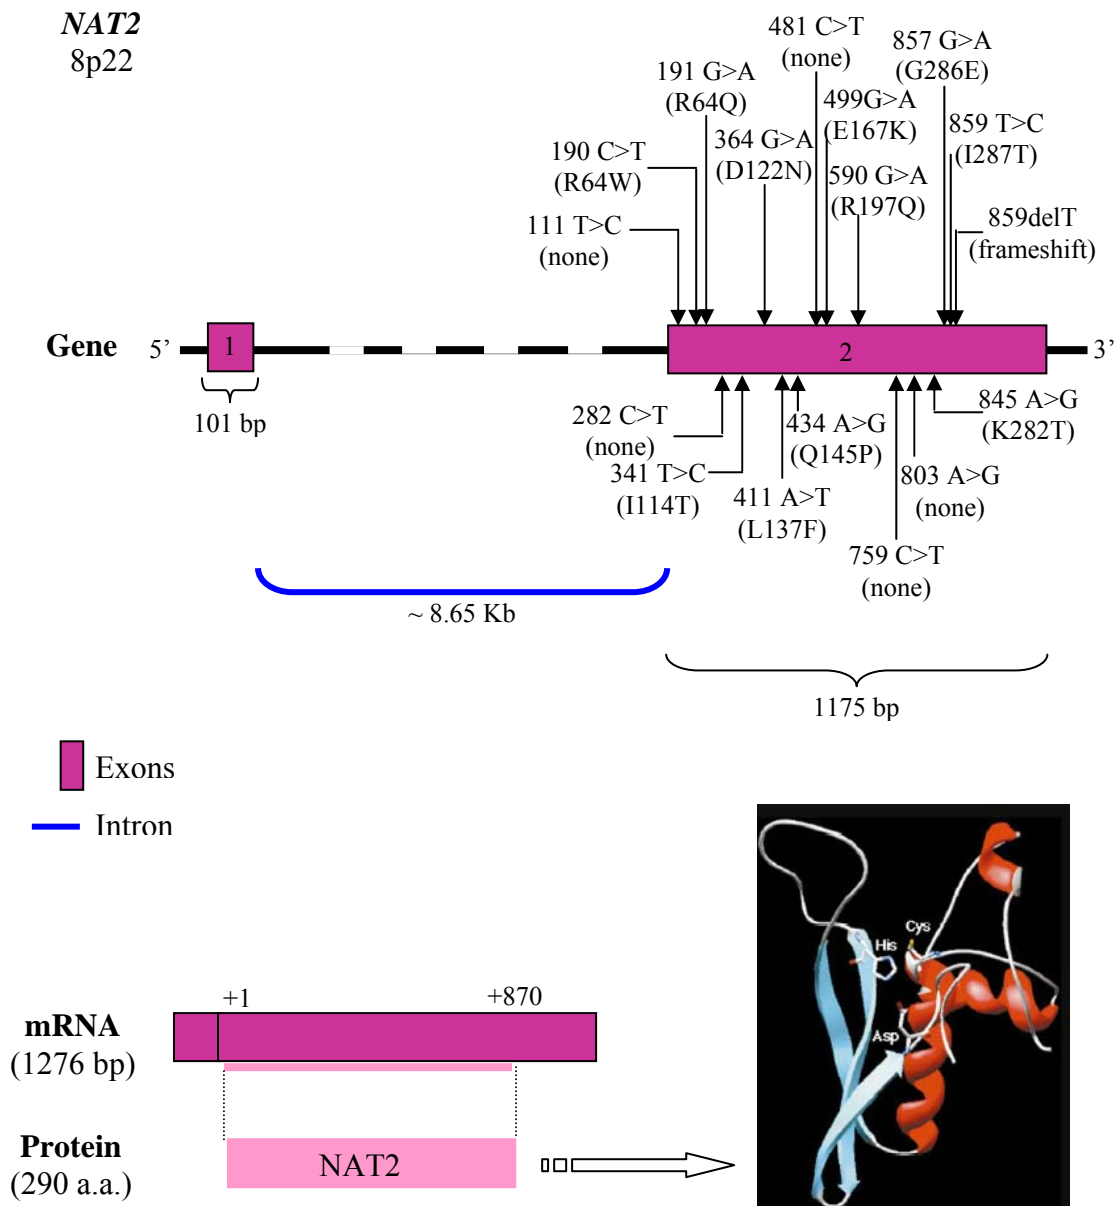 NAT2
8p22
481 C>T
(none)
857 G>A
(G286E)
191 G>A
(R64Q)
499G>A
(E167K)
364 G>A
(D122N)
859 T>C
(I287T)
190 C>T
(R64W)
590 G>A
(R197Q)
111 T>C
(none)
859delT
(frameshift)
Gene
5’
1
2
3’
101 bp
282 C>T
(none)
434 A>G
(Q145P)
845 A>G
(K282T)
341 T>C
(I114T)
411 A>T
(L137F)
803 A>G
(none)
759 C>T
(none)
~ 8.65 Kb
1175 bp
Exons
Intron
His
Cys
Asp
+1
+870
mRNA
(1276 bp)
Protein
(290 a.a.)
NAT2